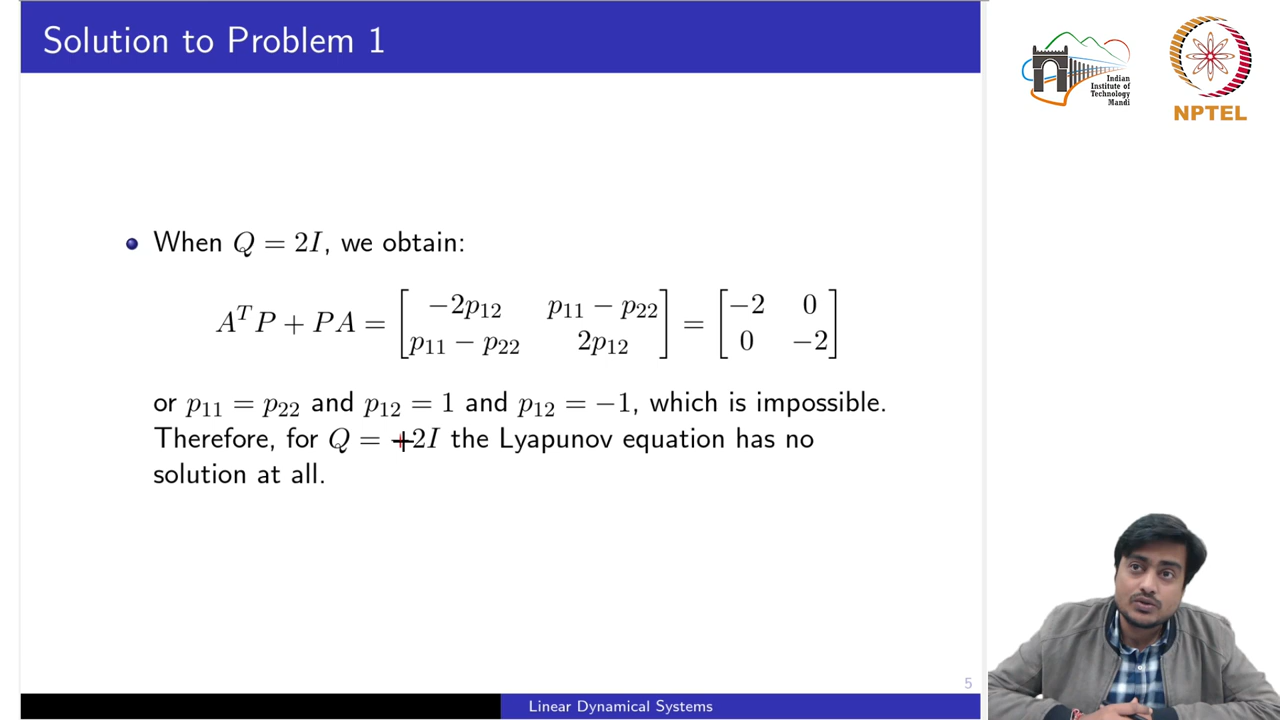 Solution to Problem 1
Indian
Institute of
Technology
Mandi
NPTEL
• When Q = 2I, we obtain:
A^T P + PA = [−2p_12 p_11 − p_22; p_11 − p_22 2p_12] = [−2 0; 0 −2]
or p_11 = p_22 and p_12 = 1 and p_12 = −1, which is impossible.
Therefore, for Q = +2I the Lyapunov equation has no
solution at all.
5
Linear Dynamical Systems